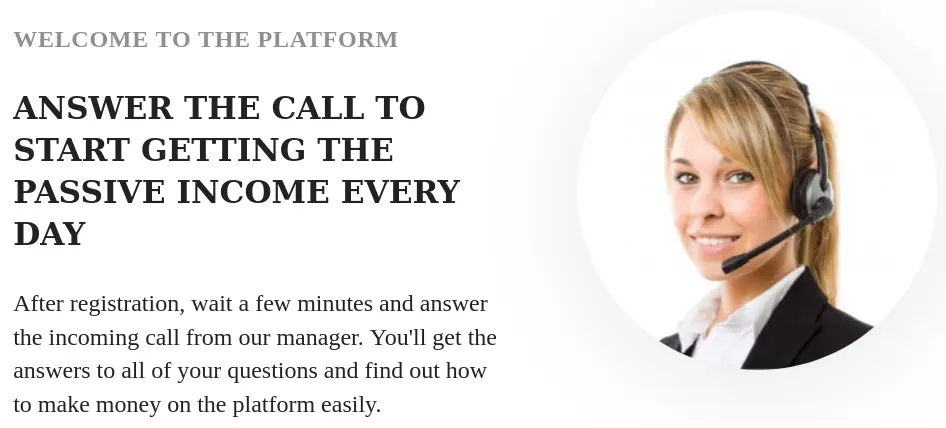 WELCOME TO THE PLATFORM
ANSWER THE CALL TO
START GETTING THE
PASSIVE INCOME EVERY
DAY
After registration, wait a few minutes and answer
the incoming call from our manager. You'll get the
answers to all of your questions and find out how
to make money on the platform easily.